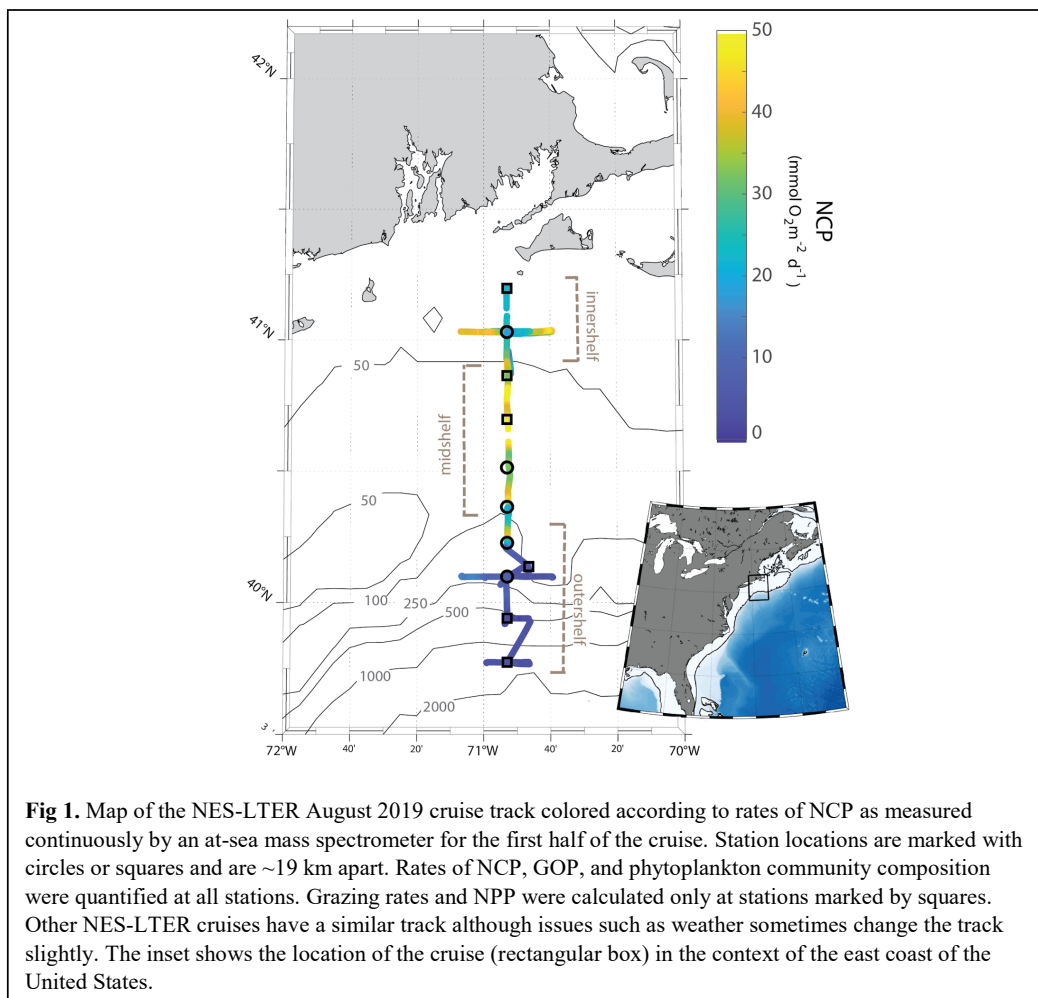 42°N
41°N
40°N
3
72°W
40'
20'
71°W
40'
20'
70°W
50
50
100
250
500
1000
2000
innershelf
midshelf
outershelf
50
40
30
20
10
0
NCP
(mmol O₂ m⁻² d⁻¹)
Fig 1. Map of the NES-LTER August 2019 cruise track colored according to rates of NCP as measured
continuously by an at-sea mass spectrometer for the first half of the cruise. Station locations are marked with
circles or squares and are ~19 km apart. Rates of NCP, GOP, and phytoplankton community composition
were quantified at all stations. Grazing rates and NPP were calculated only at stations marked by squares.
Other NES-LTER cruises have a similar track although issues such as weather sometimes change the track
slightly. The inset shows the location of the cruise (rectangular box) in the context of the east coast of the
United States.